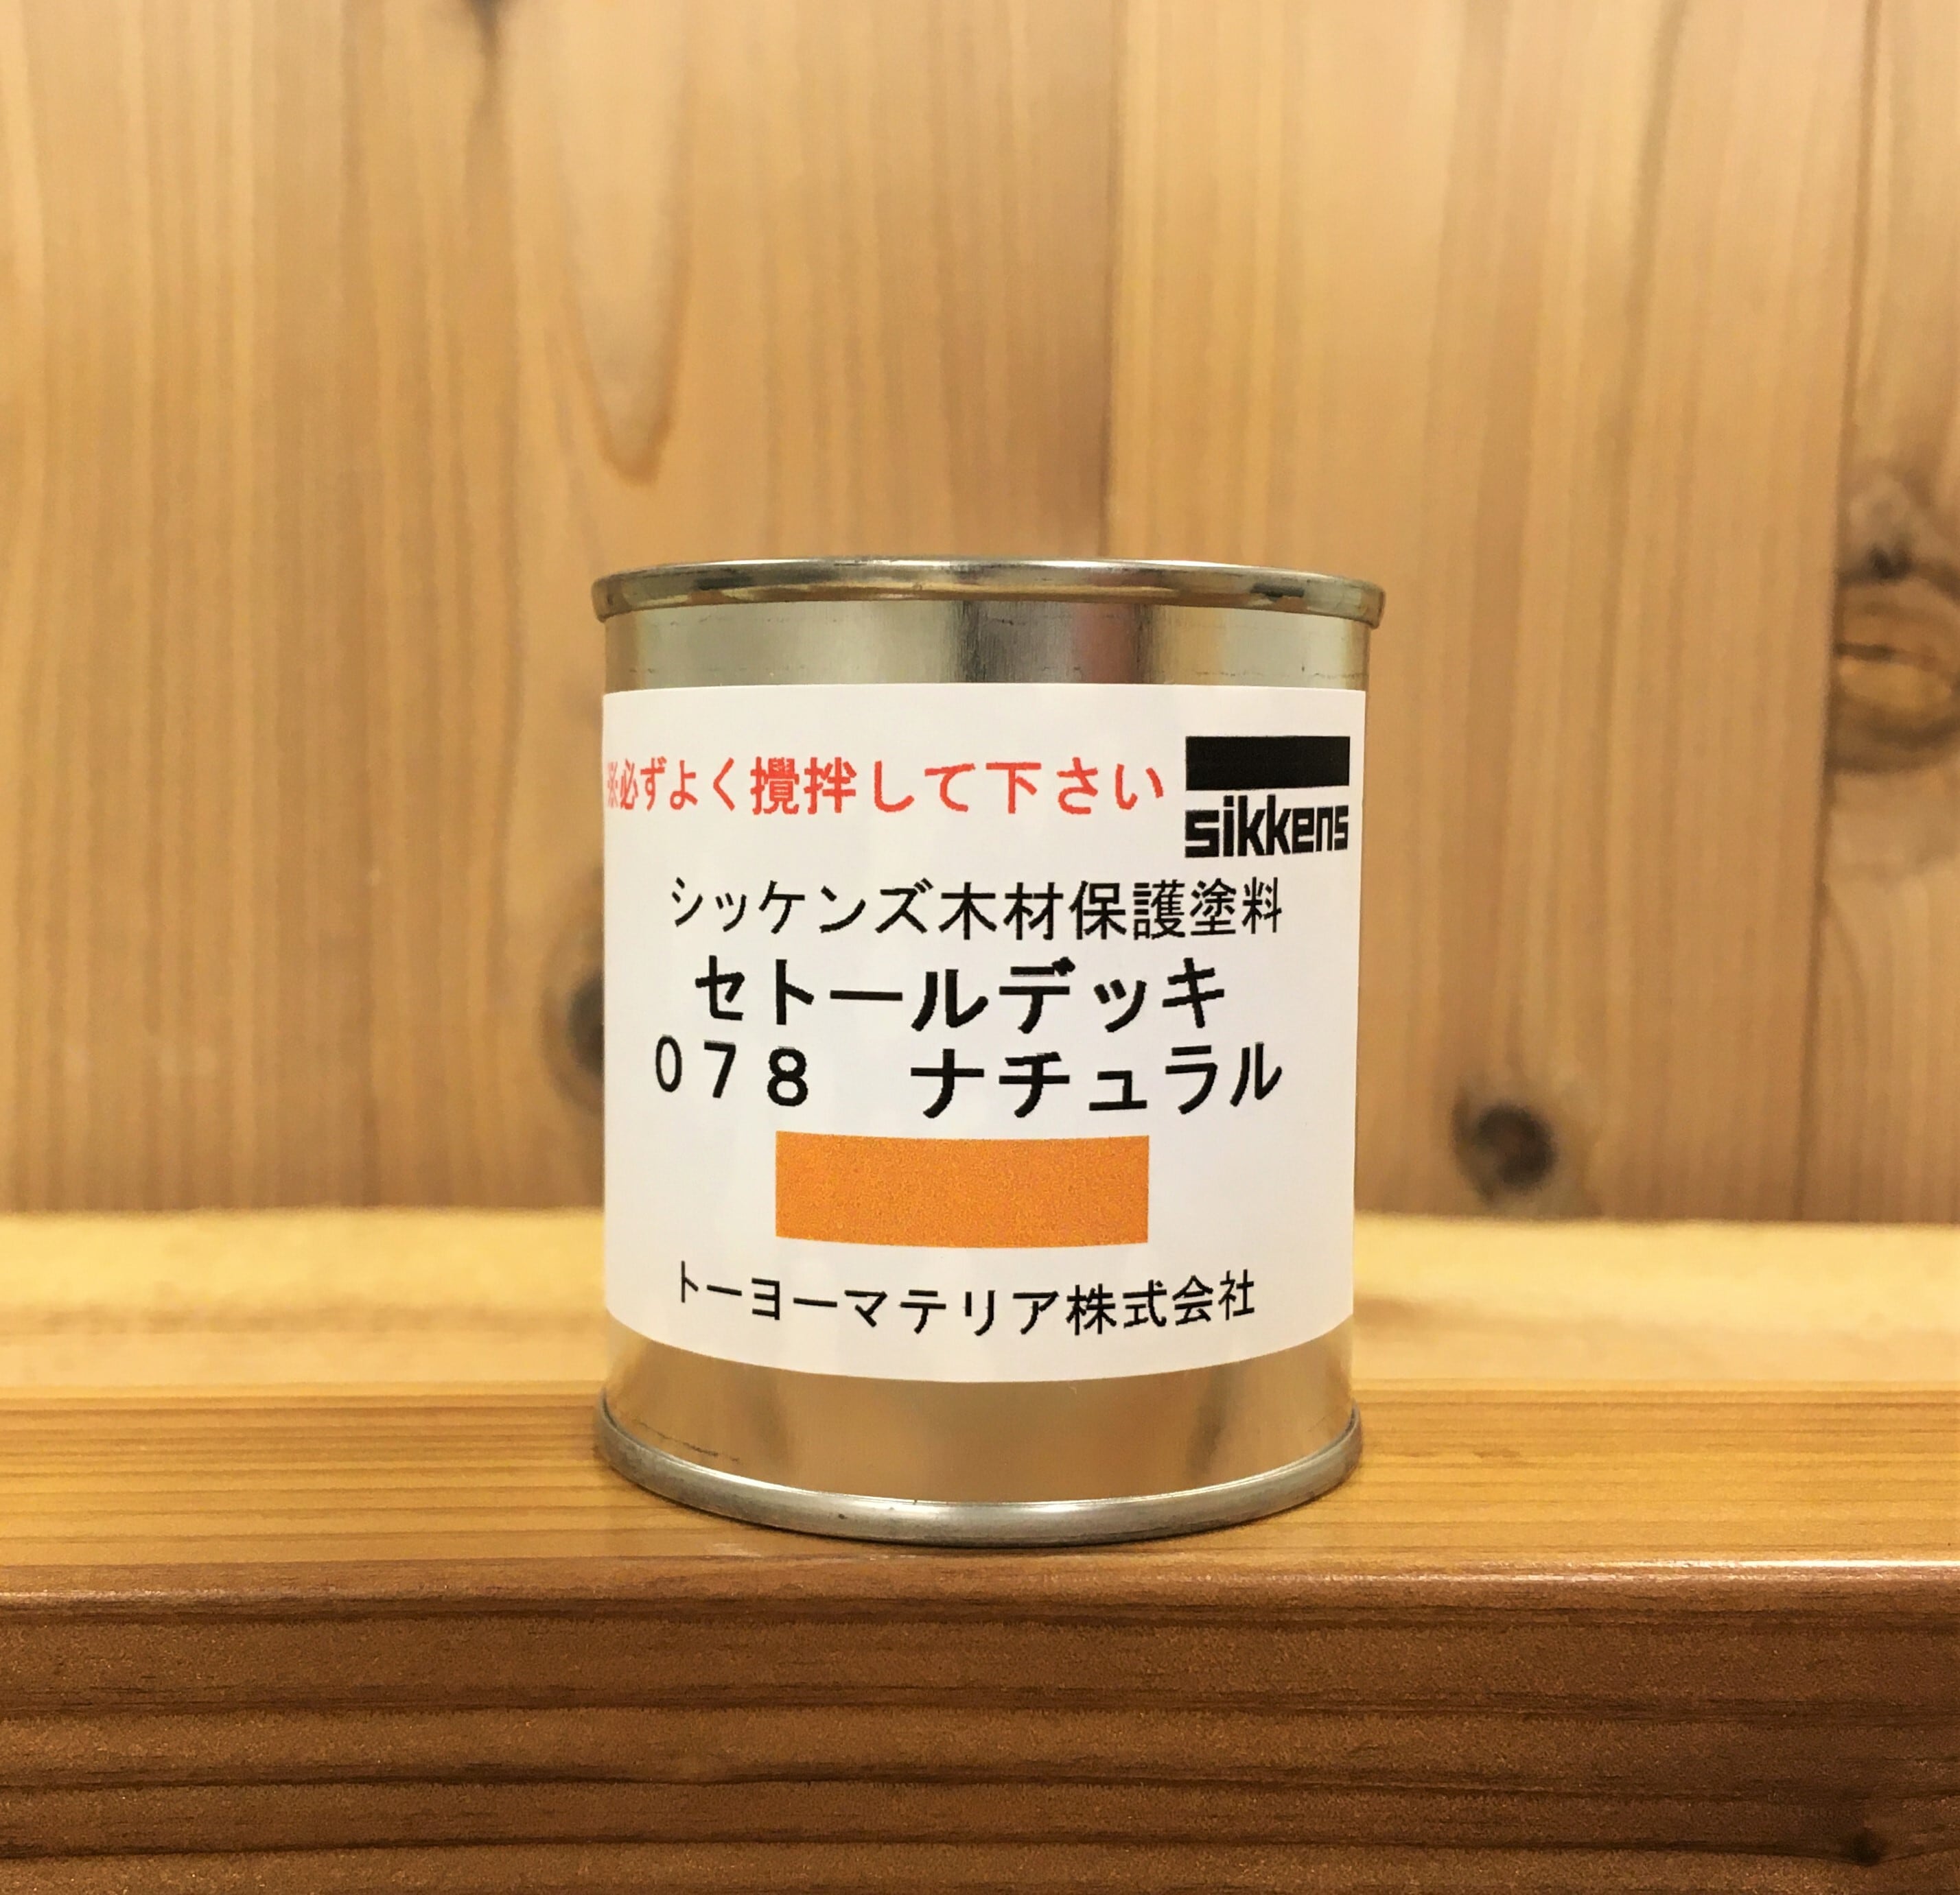 ※必ずよく攪拌して下さい
sikkens
シッケンズ木材保護塗料
セトールデッキ
078　ナチュラル
トーヨーマテリア株式会社